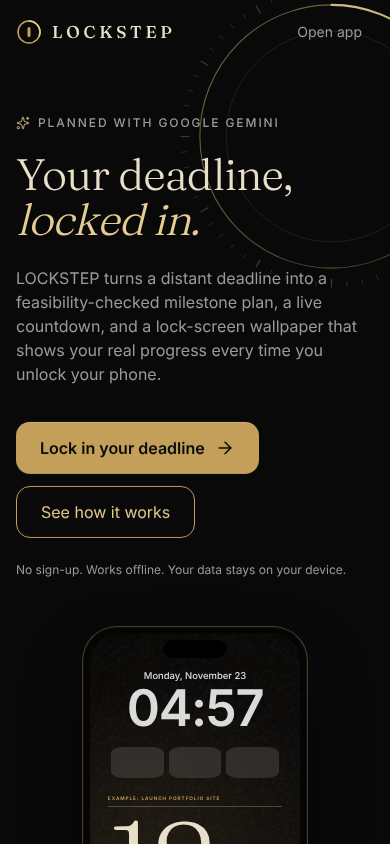 LOCKSTEP
Open app
PLANNED WITH GOOGLE GEMINI
Your deadline,
locked in.
LOCKSTEP turns a distant deadline into a
feasibility-checked milestone plan, a live
countdown, and a lock-screen wallpaper that
shows your real progress every time you
unlock your phone.
Lock in your deadline →
See how it works
No sign-up. Works offline. Your data stays on your device.
Monday, November 23
04:57
EXAMPLE: LAUNCH PORTFOLIO SITE